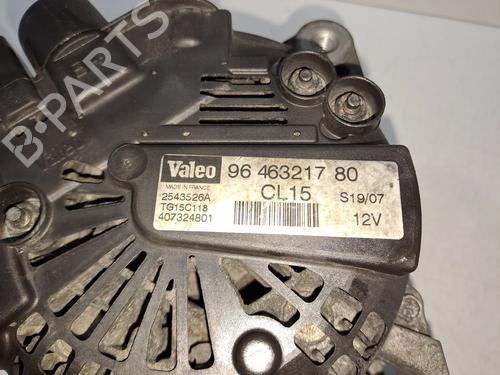 B-PARTS
Valeo 96 463217 80
MADE IN FRANCE
2543526A CL15 S19/07
TG15C118
407324801 12V